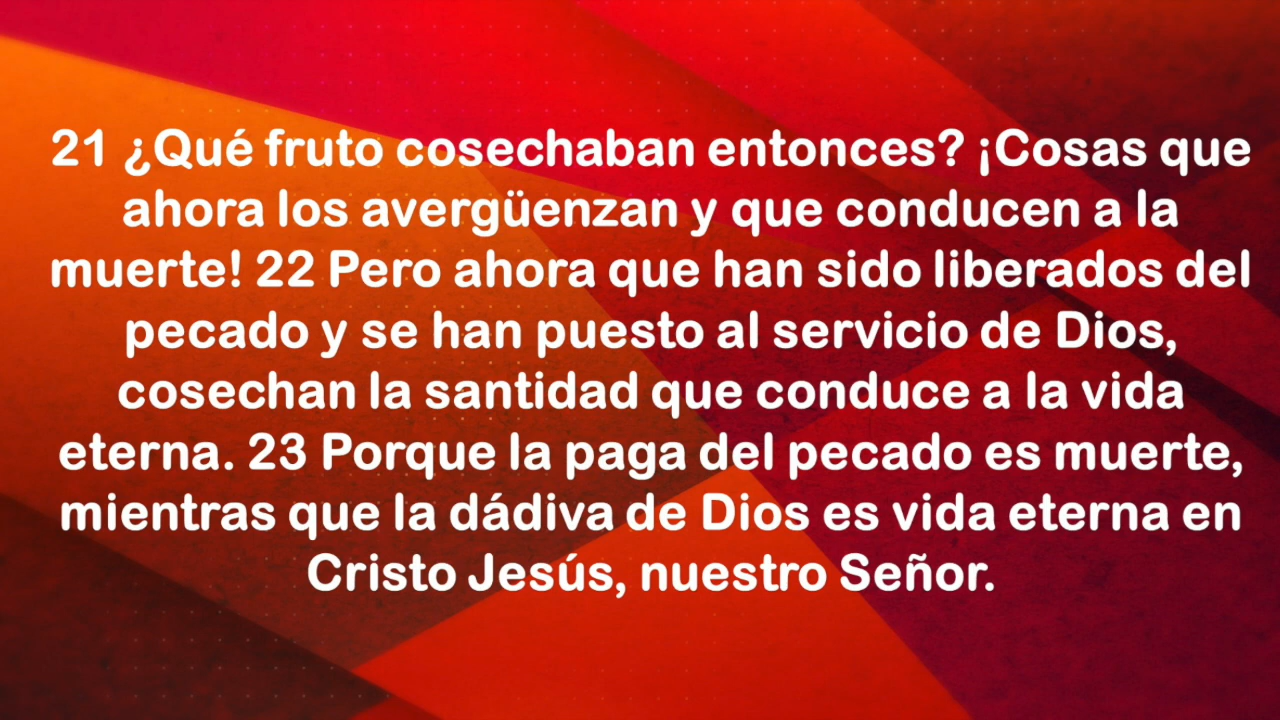 21 ¿Qué fruto cosechaban entonces? ¡Cosas que
ahora los avergüenzan y que conducen a la
muerte! 22 Pero ahora que han sido liberados del
pecado y se han puesto al servicio de Dios,
cosechan la santidad que conduce a la vida
eterna. 23 Porque la paga del pecado es muerte,
mientras que la dádiva de Dios es vida eterna en
Cristo Jesús, nuestro Señor.